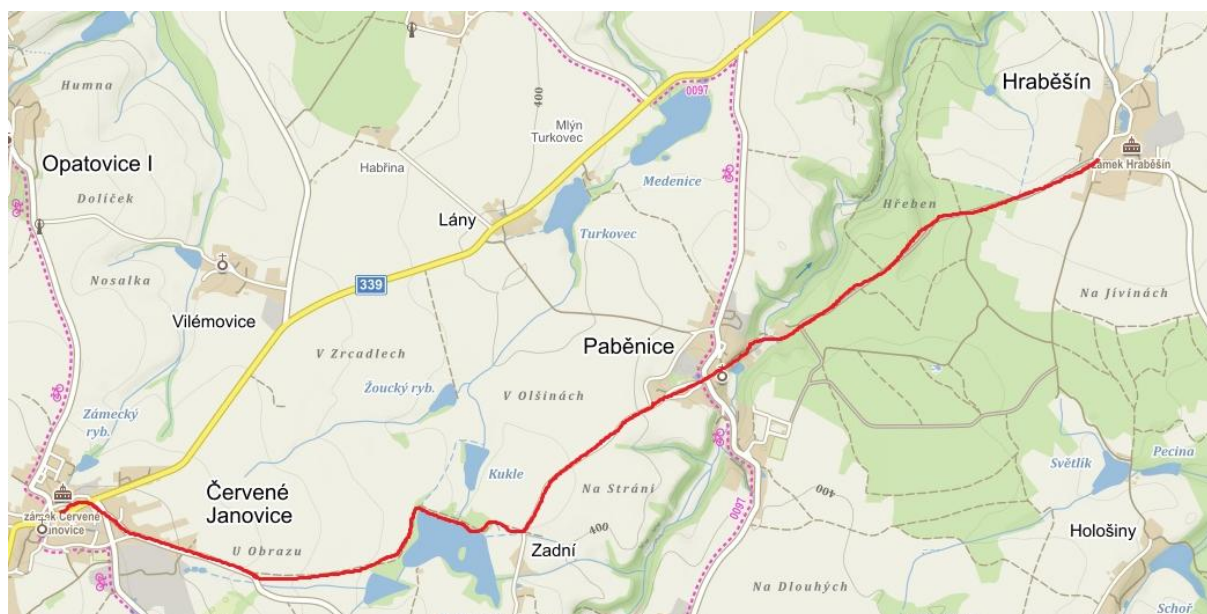 Humna
400
0097
Mlýn
Turkovec
Hraběšín
Opatovice I
Habřina
Medenice
zámek Hraběšín
Dolíček
Hřeben
Lány
Turkovec
Nosalka
339
Na Jívinách
Vilémovice
V Zrcadlech
Paběnice
Žoucký ryb.
V Olšinách
Zámecký
ryb.
Světlík
Pecina
Kukle
Na Stráni
400
Červené
Janovice
zámek Červené
Janovice
0097
400
Hološiny
U Obrazu
Zadní
Na Dlouhých
Schoř